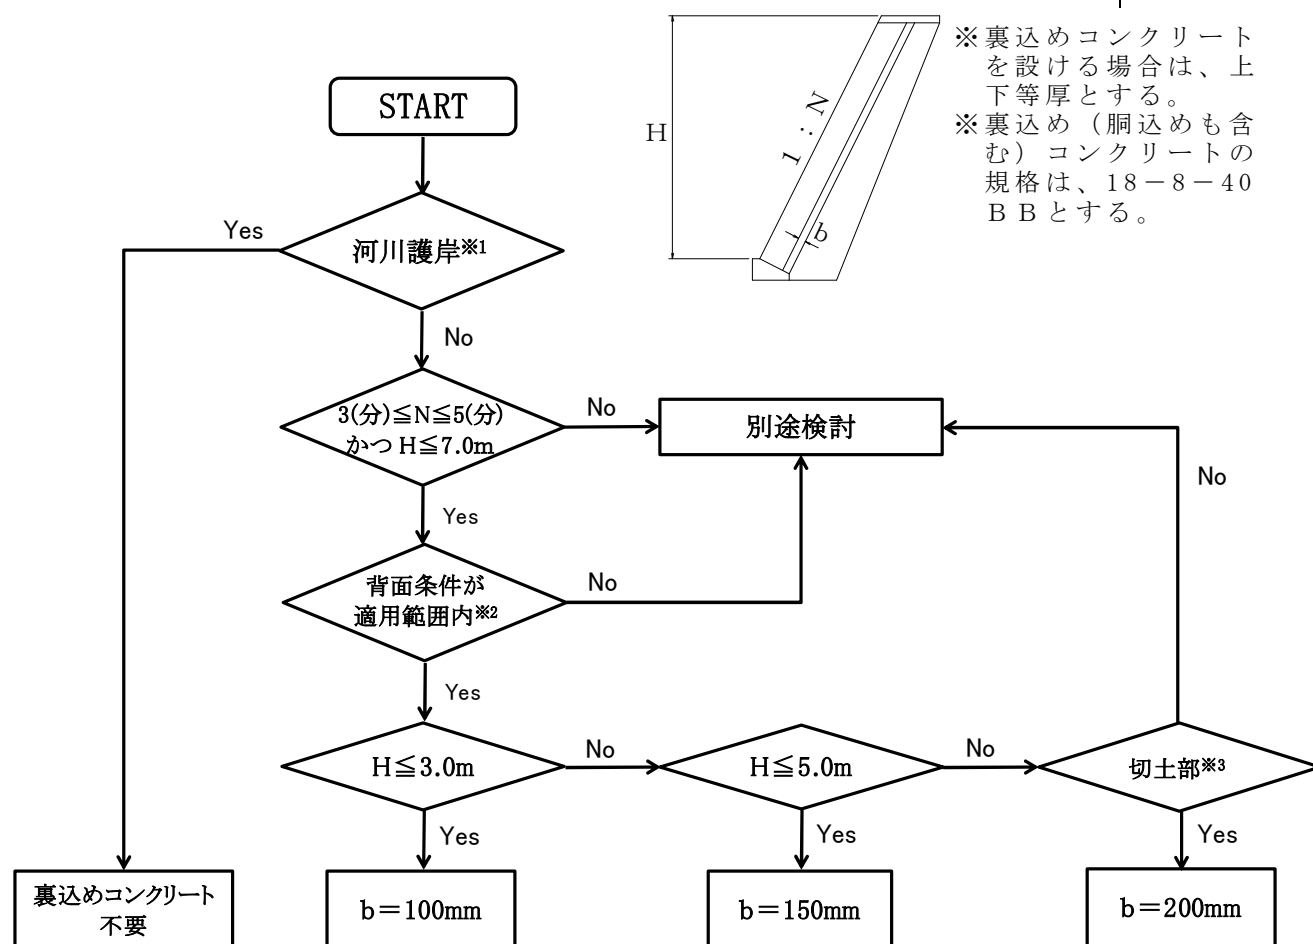 H
1：N
b
※裏込めコンクリート
を設ける場合は、上
下等厚とする。
※裏込め（胴込めも含
む）コンクリートの
規格は、18－8－40
ＢＢとする。
START
Yes
河川護岸※1
No
3(分)≦N≦5(分)
かつ H≦7.0m
No
別途検討
No
Yes
背面条件が
適用範囲内※2
No
Yes
H≦3.0m
No
H≦5.0m
No
切土部※3
Yes
Yes
Yes
裏込めコンクリート
不要
b＝100mm
b＝150mm
b＝200mm